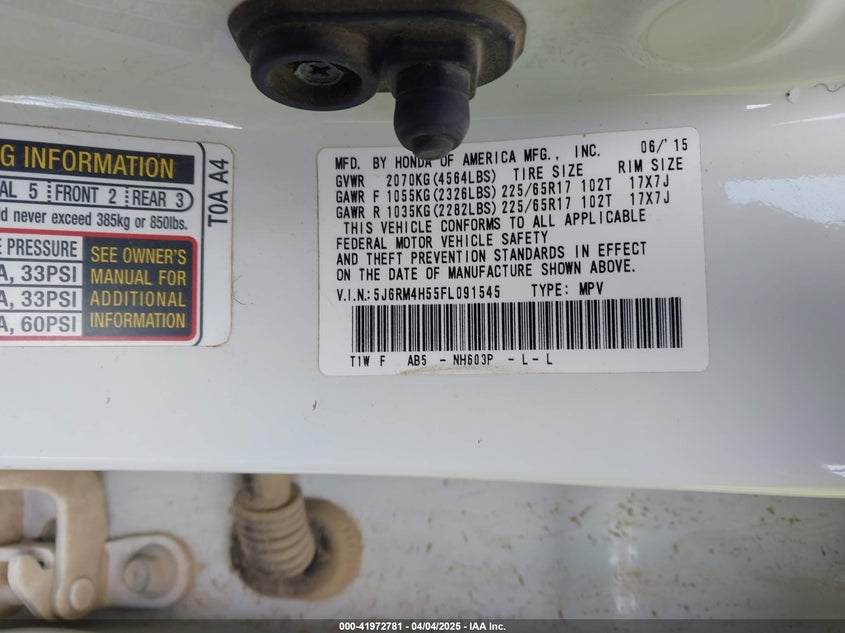 G INFORMATION
AL 5 FRONT 2 REAR 3
ld never exceed 385kg or 850lbs.
E PRESSURE
A, 33PSI
A, 33PSI
A, 60PSI
SEE OWNER'S
MANUAL FOR
ADDITIONAL
INFORMATION
T0A A4
MFD. BY HONDA OF AMERICA MFG., INC. 06/'15
GVWR 2070KG(4564LBS) TIRE SIZE RIM SIZE
GAWR F 1055KG(2326LBS) 225/65R17 102T 17X7J
GAWR R 1035KG(2282LBS) 225/65R17 102T 17X7J
THIS VEHICLE CONFORMS TO ALL APPLICABLE
FEDERAL MOTOR VEHICLE SAFETY
AND THEFT PREVENTION STANDARDS IN EFFECT
ON THE DATE OF MANUFACTURE SHOWN ABOVE.
V.I.N.:5J6RM4H55FL091545 TYPE: MPV
T1W F AB5 - NH603P - L - L
000-41972781 - 04/04/2025 - IAA Inc.